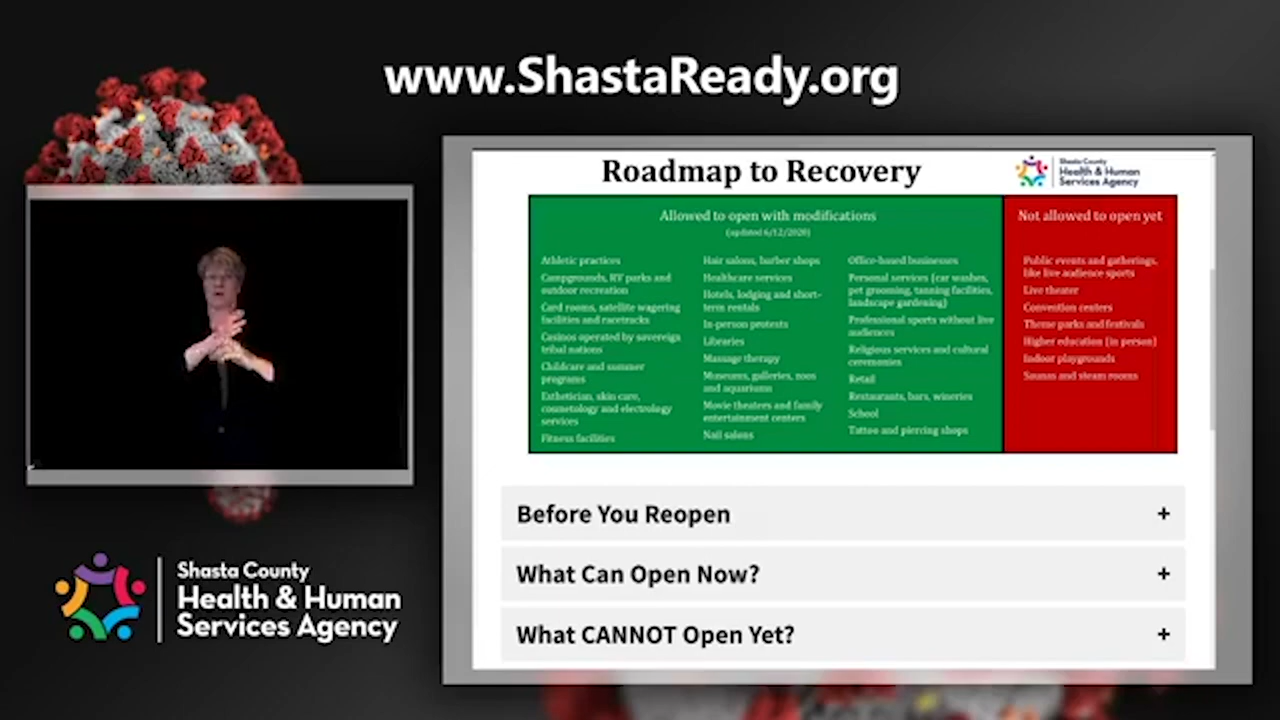 www.ShastaReady.org
Roadmap to Recovery
Shasta County
Health & Human
Services Agency
Allowed to open with modifications
(updated 6/12/2020)
Athletic practices
Campgrounds, RV parks and
outdoor recreation
Card rooms, satellite wagering
facilities and racetracks
Casinos operated by sovereign
tribal nations
Childcare and summer
programs
Esthetician, skin care,
cosmetology and electrology
services
Fitness facilities
Hair salons, barber shops
Healthcare services
Hotels, lodging and short-
term rentals
In-person protests
Libraries
Massage therapy
Museums, galleries, zoos
and aquariums
Movie theaters and family
entertainment centers
Nail salons
Office-based businesses
Personal services (car washes,
pet grooming, tanning facilities,
landscape gardening)
Professional sports without live
audiences
Religious services and cultural
ceremonies
Retail
Restaurants, bars, wineries
School
Tattoo and piercing shops
Not allowed to open yet
Public events and gatherings,
like live audience sports
Live theater
Convention centers
Theme parks and festivals
Higher education (in person)
Indoor playgrounds
Saunas and steam rooms
Before You Reopen +
What Can Open Now? +
What CANNOT Open Yet? +
Shasta County
Health & Human
Services Agency